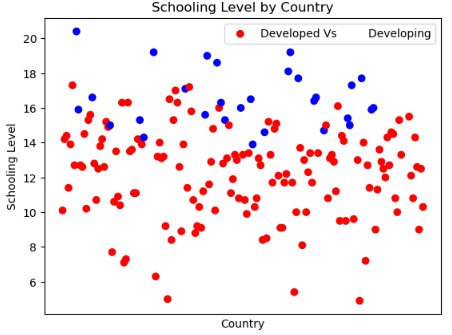 Schooling Level by Country
Developed Vs Developing
Schooling Level
20
18
16
14
12
10
8
6
Country